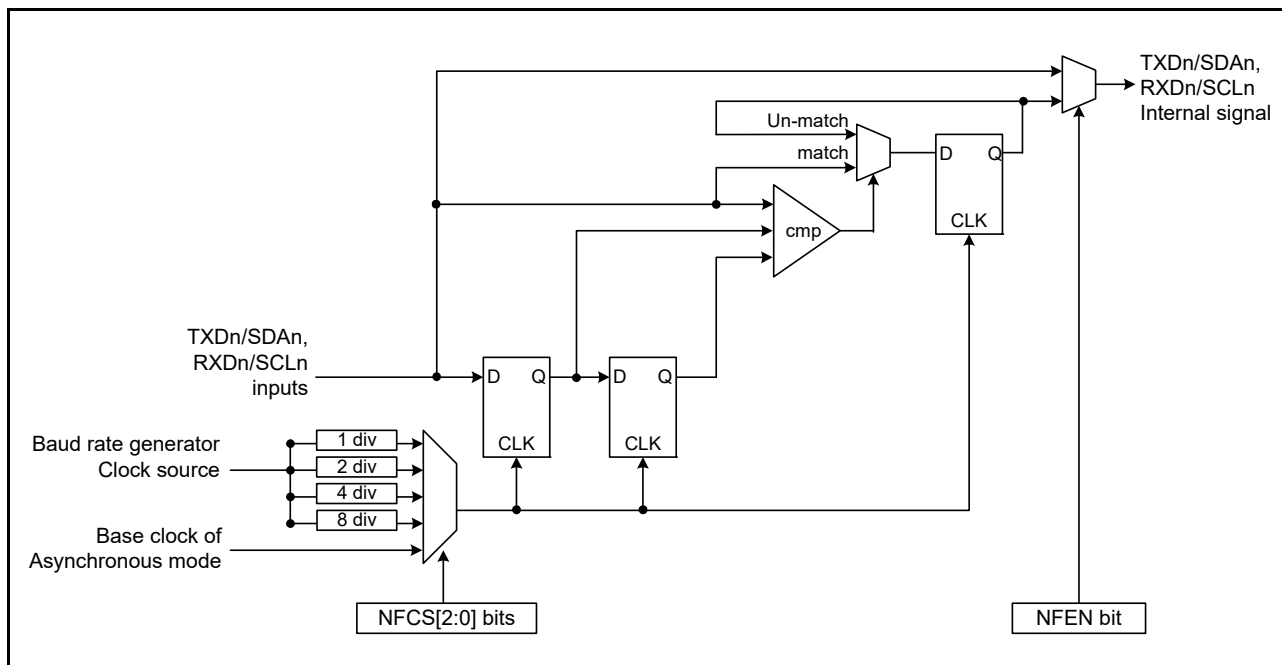 TXDn/SDAn,
RXDn/SCLn
Internal signal
Un-match
match
D
Q
CLK
cmp
TXDn/SDAn,
RXDn/SCLn
inputs
D
Q
CLK
D
Q
CLK
Baud rate generator
Clock source
1 div
2 div
4 div
8 div
Base clock of
Asynchronous mode
NFCS[2:0] bits
NFEN bit